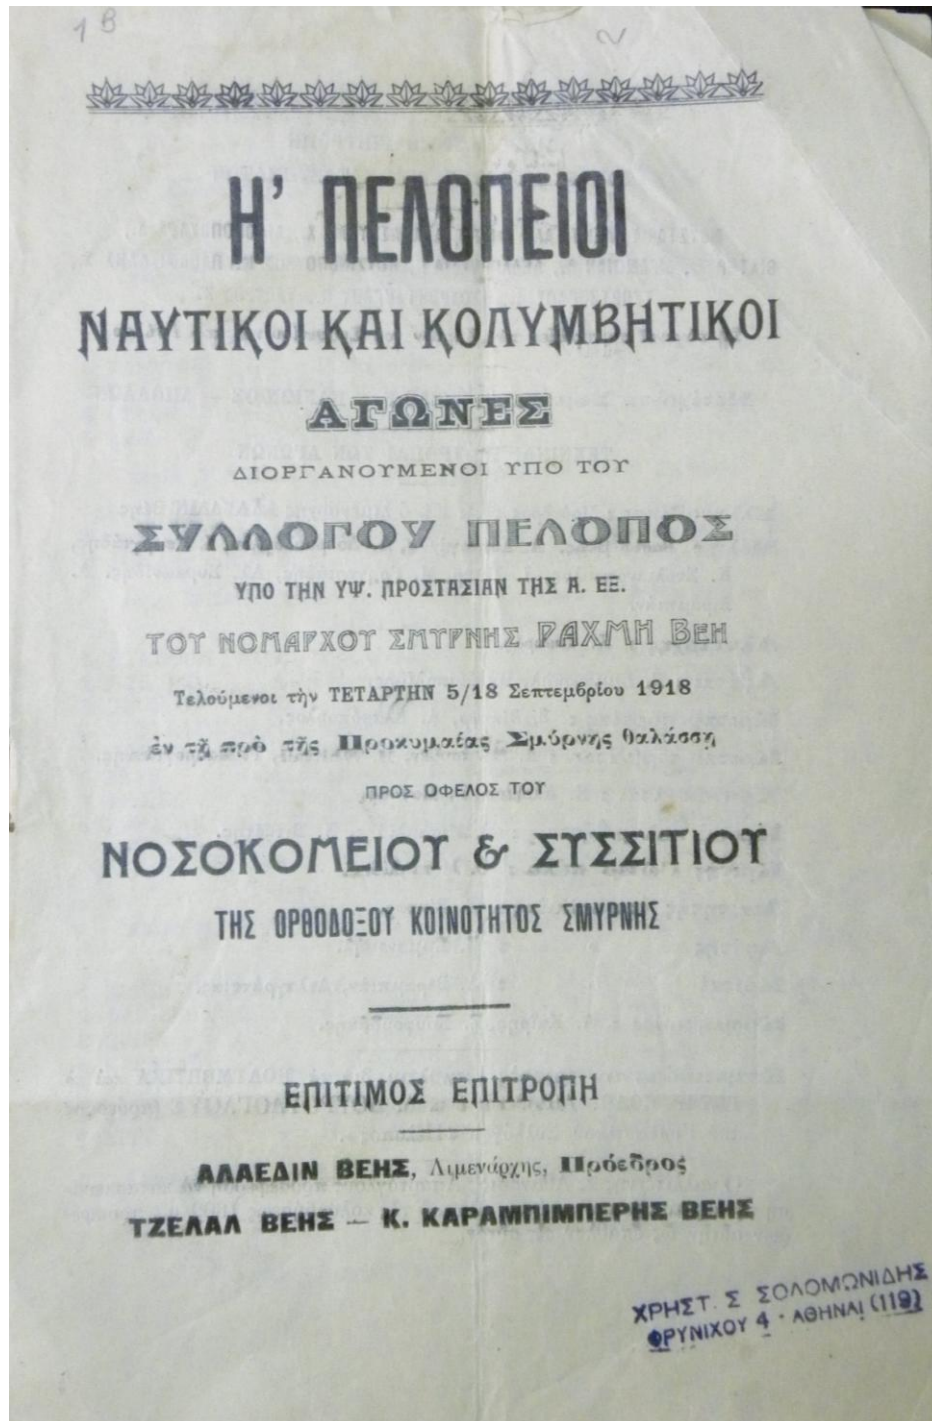 1 B
2
Η' ΠΕΛΟΠΕΙΟΙ
ΝΑΥΤΙΚΟΙ ΚΑΙ ΚΟΛΥΜΒΗΤΙΚΟΙ
ΑΓΩΝΕΣ
ΔΙΟΡΓΑΝΟΥΜΕΝΟΙ ΥΠΟ ΤΟΥ
ΣΥΛΛΟΓΟΥ ΠΕΛΟΠΟΣ
ΥΠΟ ΤΗΝ ΥΨ. ΠΡΟΣΤΑΣΙΑΝ ΤΗΣ Α. ΕΞ.
ΤΟΥ ΝΟΜΑΡΧΟΥ ΣΜΥΡΝΗΣ ΡΑΧΜΗ ΒΕΗ
Τελούμενοι τὴν ΤΕΤΑΡΤΗΝ 5/18 Σεπτεμβρίου 1918
ἐν τῇ πρὸ τῆς Προκυμαίας Σμύρνης θαλάσσῃ
ΠΡΟΣ ΟΦΕΛΟΣ ΤΟΥ
ΝΟΣΟΚΟΜΕΙΟΥ & ΣΥΣΣΙΤΙΟΥ
ΤΗΣ ΟΡΘΟΔΟΞΟΥ ΚΟΙΝΟΤΗΤΟΣ ΣΜΥΡΝΗΣ
ΕΠΙΤΙΜΟΣ ΕΠΙΤΡΟΠΗ
ΑΛΑΕΔΙΝ ΒΕΗΣ, Λιμενάρχης, Πρόεδρος
ΤΖΕΛΑΛ ΒΕΗΣ — Κ. ΚΑΡΑΜΠΙΜΠΕΡΗΣ ΒΕΗΣ
ΧΡΗΣΤ. Σ ΣΟΛΟΜΩΝΙΔΗΣ
ΦΡΥΝΙΧΟΥ 4 · ΑΘΗΝΑΙ (119)